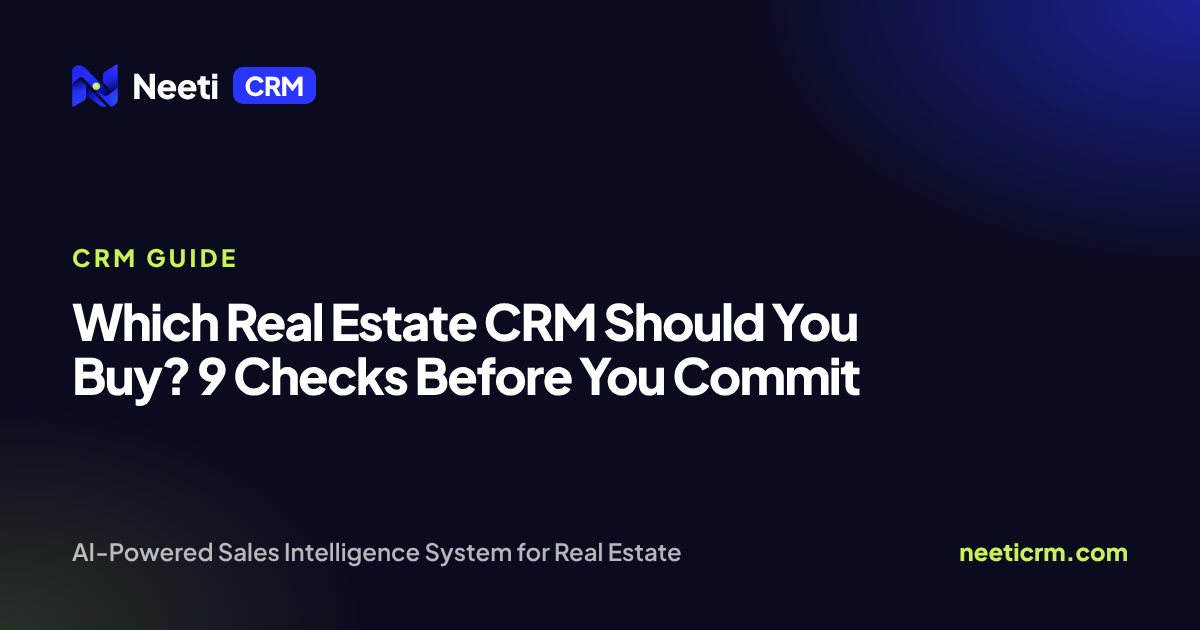 Neeti CRM
CRM GUIDE
Which Real Estate CRM Should You
Buy? 9 Checks Before You Commit
AI-Powered Sales Intelligence System for Real Estate
neeticrm.com